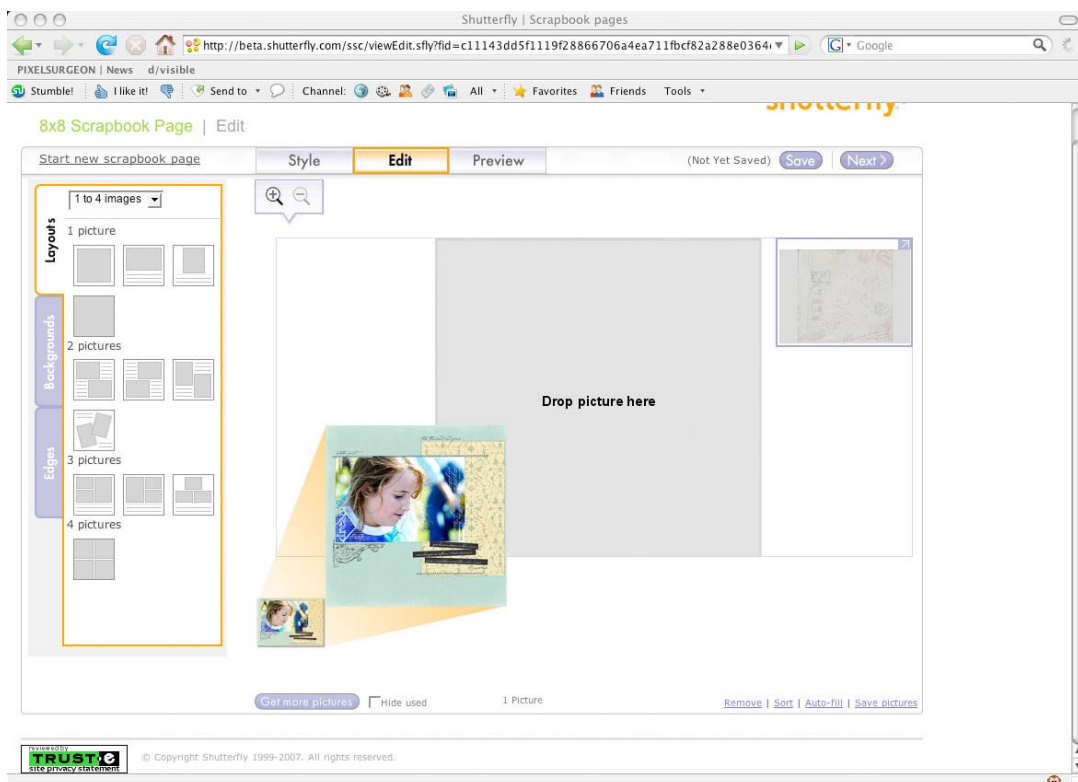 Shutterfly | Scrapbook pages
http://beta.shutterfly.com/ssc/viewEdit.sfly?fid=c11143dd5f1119f28866706a4ea711fbcf82a288e0364
Google
PIXELSURGEON | News d/visible
Stumble! I like it! Send to Channel: All Favorites Friends Tools
shutterfly.
8x8 Scrapbook Page | Edit
Start new scrapbook page Style Edit Preview (Not Yet Saved) Save Next >
1 to 4 images
Layouts
1 picture
Backgrounds
2 pictures
Edges
3 pictures
4 pictures
Drop picture here
Get more pictures Hide used 1 Picture Remove | Sort | Auto-fill | Save pictures
reviewed by
TRUSTe
site privacy statement
© Copyright Shutterfly 1999-2007. All rights reserved.